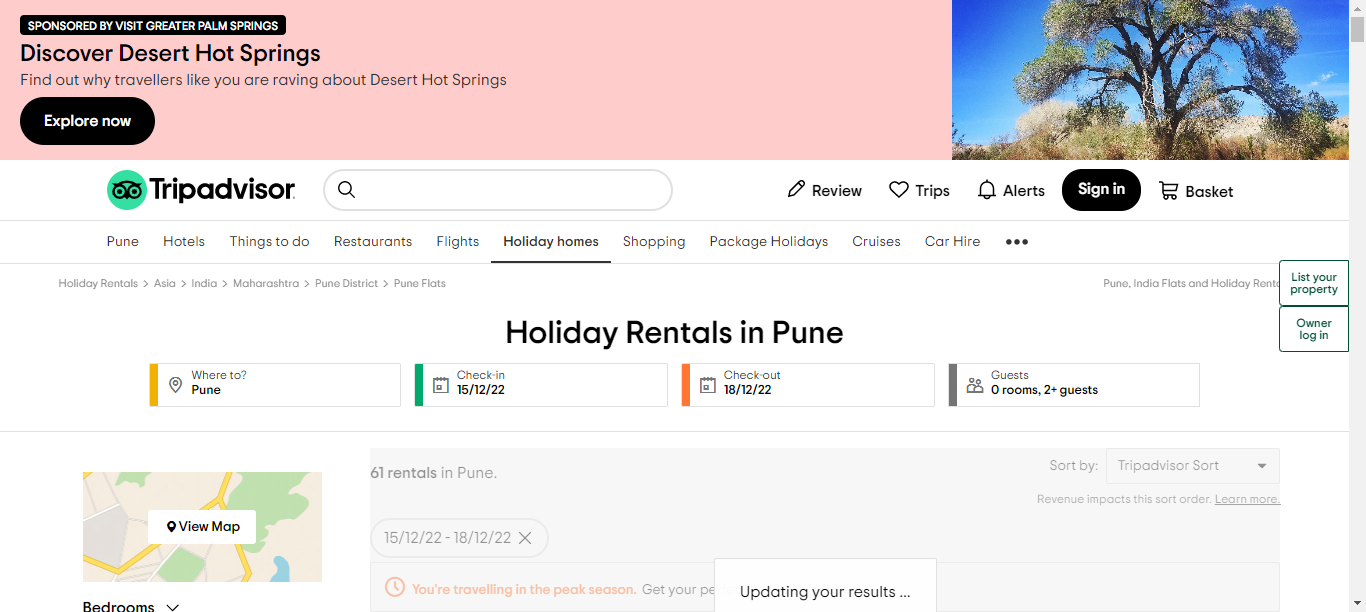 SPONSORED BY VISIT GREATER PALM SPRINGS
Discover Desert Hot Springs
Find out why travellers like you are raving about Desert Hot Springs
Explore now
Tripadvisor
Review
Trips
Alerts
Sign in
Basket
Pune Hotels Things to do Restaurants Flights Holiday homes Shopping Package Holidays Cruises Car Hire •••
Holiday Rentals > Asia > India > Maharashtra > Pune District > Pune Flats
Pune, India Flats and Holiday
List your
property
Owner
log in
Holiday Rentals in Pune
Where to?
Pune
Check-in
15/12/22
Check-out
18/12/22
Guests
0 rooms, 2+ guests
View Map
Bedrooms
61 rentals in Pune.
Sort by: Tripadvisor Sort
Revenue impacts this sort order. Learn more.
15/12/22 - 18/12/22
You're travelling in the peak season. Get your
Updating your results ...